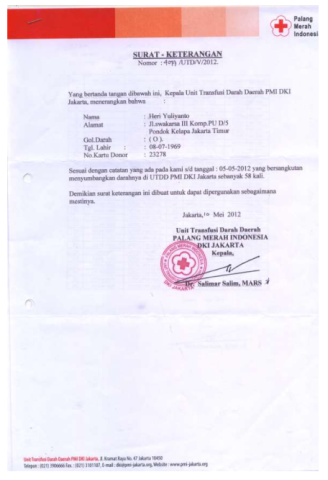 Palang
Merah
Indonesia
SURAT - KETERANGAN
Nomor : /UTD/V/2012.
Yang bertanda tangan dibawah ini, Kepala Unit Transfusi Darah Daerah PMI DKI
Jakarta, menerangkan bahwa :
Nama : Heri Yuliyanto
Alamat : Jl.swakarsa III Komp.PU D/5
Pondok Kelapa Jakarta Timur
Gol.Darah : ( O ).
Tgl. Lahir : 08-07-1969
No.Kartu Donor : 23278
Sesuai dengan catatan yang ada pada kami s/d tanggal : 05-05-2012 yang bersangkutan
menyumbangkan darahnya di UTDD PMI DKI Jakarta sebanyak 58 kali.
Demikian surat keterangan ini dibuat untuk dapat dipergunakan sebagaimana
mestinya.
Jakarta, Mei 2012
Unit Transfusi Darah Daerah
PALANG MERAH INDONESIA
DKI JAKARTA
Kepala,
Dr. Salimar Salim, MARS
Unit Transfusi Darah Daerah PMI DKI Jakarta, Jl. Kramat Raya No. 47 Jakarta 10450
Telepon : (021) 3906666 Fax. : (021) 3101107, E-mail : dki@pmi-jakarta.org, Website : www.pmi-jakarta.org